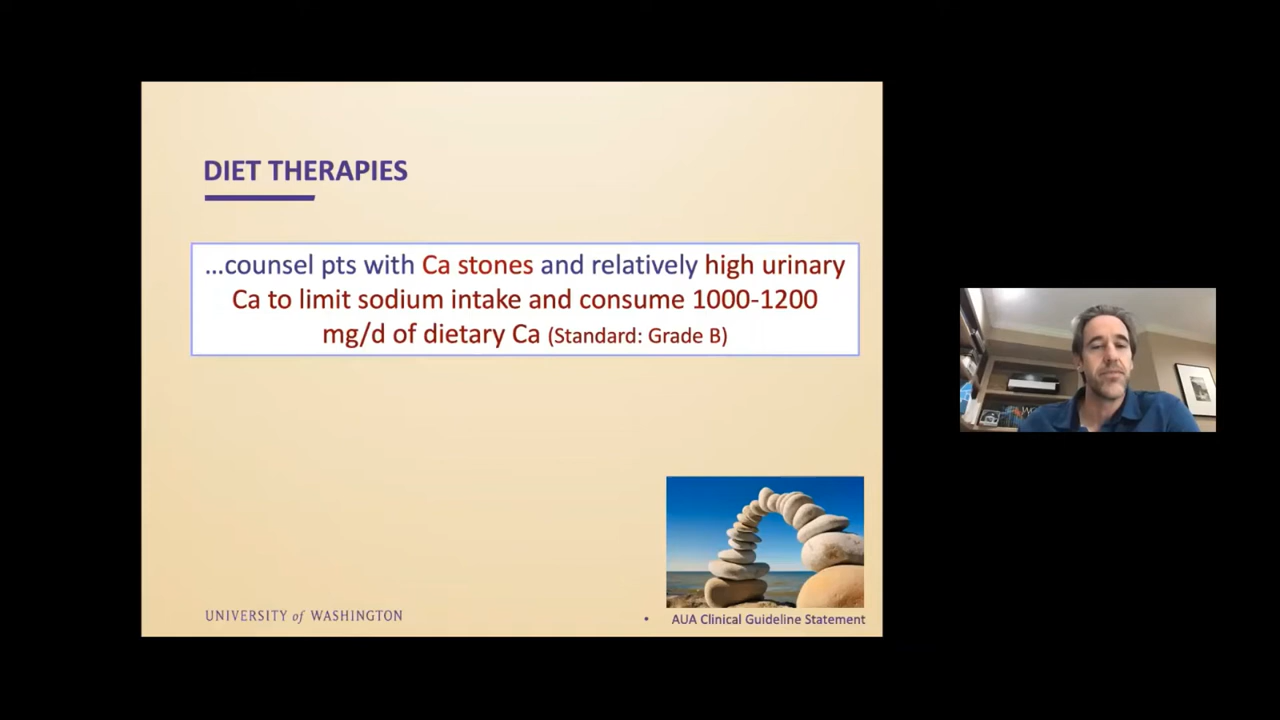 DIET THERAPIES
...counsel pts with Ca stones and relatively high urinary
Ca to limit sodium intake and consume 1000-1200
mg/d of dietary Ca (Standard: Grade B)
UNIVERSITY of WASHINGTON
• AUA Clinical Guideline Statement